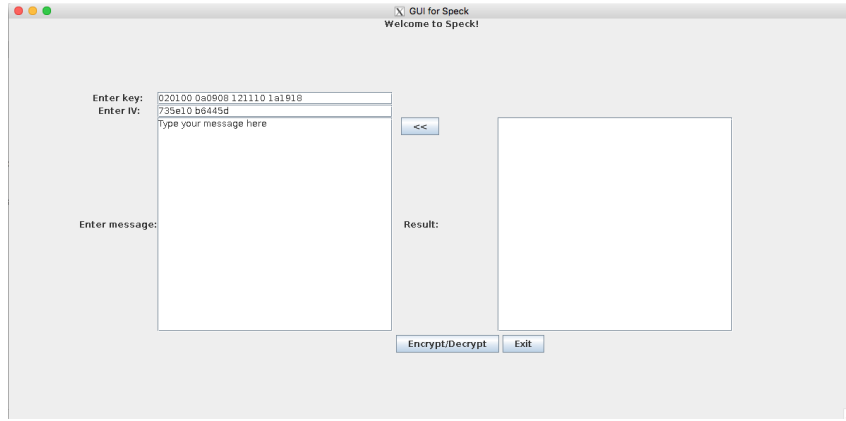 GUI for Speck
Welcome to Speck!
Enter key: 020100 0a0908 121110 1a1918
Enter IV: 735e10 b6445d
Type your message here
<<
Enter message:
Result:
Encrypt/Decrypt Exit